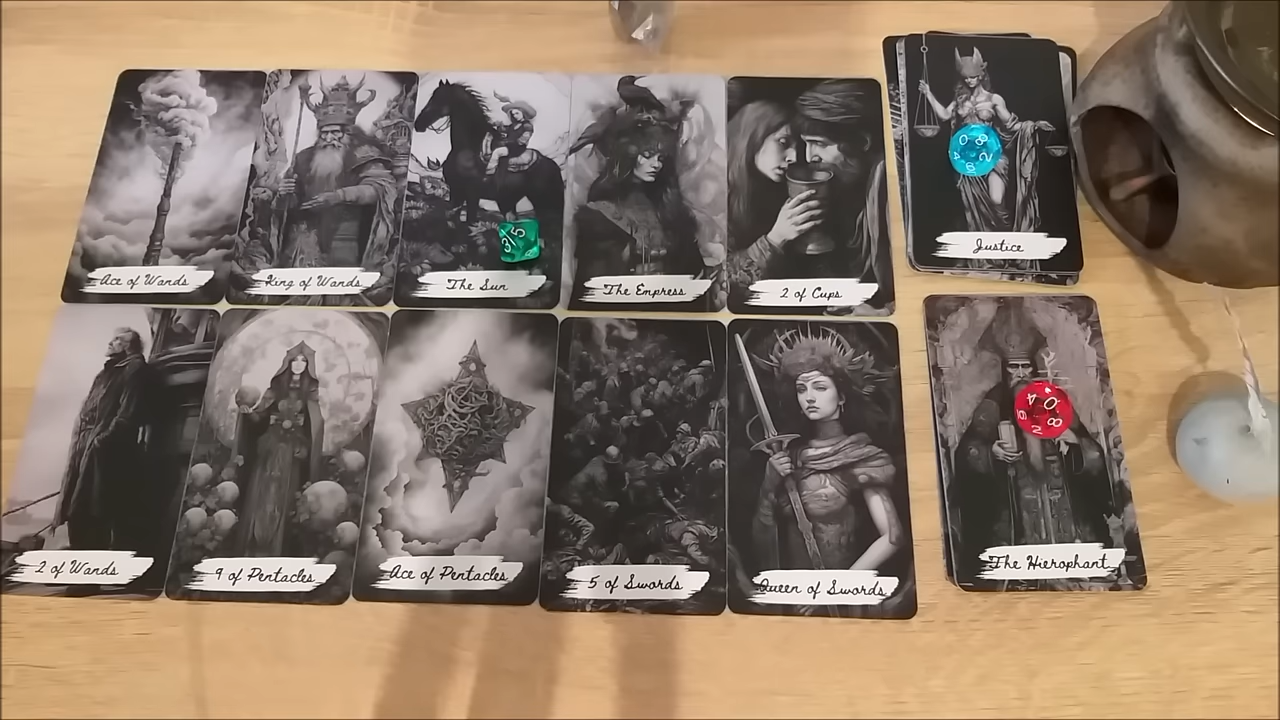 Ace of Wands
King of Wands
The Sun
The Empress
2 of Cups
Justice
2 of Wands
9 of Pentacles
Ace of Pentacles
5 of Swords
Queen of Swords
The Hierophant